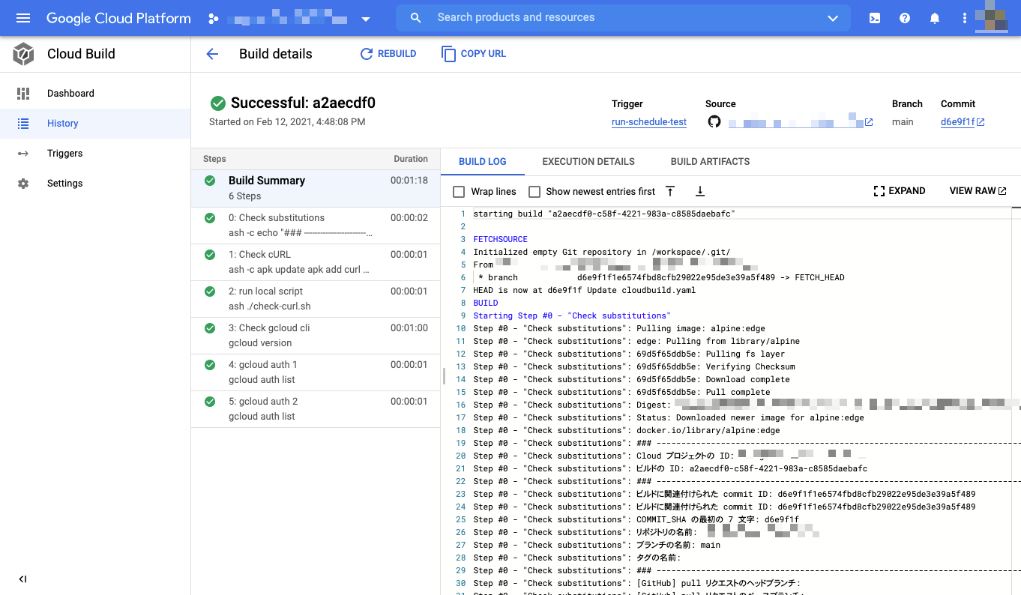 Google Cloud Platform
Search products and resources
Cloud Build
Build details
REBUILD
COPY URL
Dashboard
History
Triggers
Settings
Successful: a2aecdf0
Started on Feb 12, 2021, 4:48:08 PM
Trigger
run-schedule-test
Source
Branch
main
Commit
d6e9f1f
Steps Duration
Build Summary 00:01:18
6 Steps
0: Check substitutions 00:00:02
ash -c echo "### ----------------------...
1: Check cURL 00:00:01
ash -c apk update apk add curl ...
2: run local script 00:00:01
ash ./check-curl.sh
3: Check gcloud cli 00:01:00
gcloud version
4: gcloud auth 1 00:00:01
gcloud auth list
5: gcloud auth 2 00:00:01
gcloud auth list
BUILD LOG EXECUTION DETAILS BUILD ARTIFACTS
Wrap lines Show newest entries first EXPAND VIEW RAW
1 starting build "a2aecdf0-c58f-4221-983a-c8585daebafc"
2
3 FETCHSOURCE
4 Initialized empty Git repository in /workspace/.git/
5 From
6 * branch d6e9f1f1e6574fbd8cfb29022e95de3e39a5f489 -> FETCH_HEAD
7 HEAD is now at d6e9f1f Update cloudbuild.yaml
8 BUILD
9 Starting Step #0 - "Check substitutions"
10 Step #0 - "Check substitutions": Pulling image: alpine:edge
11 Step #0 - "Check substitutions": edge: Pulling from library/alpine
12 Step #0 - "Check substitutions": 69d5f65ddb5e: Pulling fs layer
13 Step #0 - "Check substitutions": 69d5f65ddb5e: Verifying Checksum
14 Step #0 - "Check substitutions": 69d5f65ddb5e: Download complete
15 Step #0 - "Check substitutions": 69d5f65ddb5e: Pull complete
16 Step #0 - "Check substitutions": Digest:
17 Step #0 - "Check substitutions": Status: Downloaded newer image for alpine:edge
18 Step #0 - "Check substitutions": docker.io/library/alpine:edge
19 Step #0 - "Check substitutions": ### ----------------------------------------
20 Step #0 - "Check substitutions": Cloud プロジェクトの ID:
21 Step #0 - "Check substitutions": ビルドの ID: a2aecdf0-c58f-4221-983a-c8585daebafc
22 Step #0 - "Check substitutions": ### ----------------------------------------
23 Step #0 - "Check substitutions": ビルドに関連付けられた commit ID: d6e9f1f1e6574fbd8cfb29022e95de3e39a5f489
24 Step #0 - "Check substitutions": ビルドに関連付けられた commit ID: d6e9f1f1e6574fbd8cfb29022e95de3e39a5f489
25 Step #0 - "Check substitutions": COMMIT_SHA の最初の 7 文字: d6e9f1f
26 Step #0 - "Check substitutions": リポジトリの名前:
27 Step #0 - "Check substitutions": ブランチの名前: main
28 Step #0 - "Check substitutions": タグの名前:
29 Step #0 - "Check substitutions": ### ----------------------------------------
30 Step #0 - "Check substitutions": [GitHub] pull リクエストのヘッドブランチ: